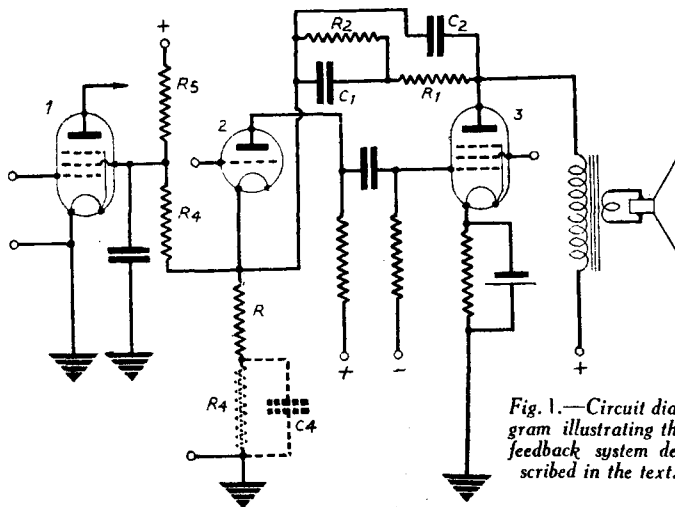 +
R2
C2
R5
C1
R1
1
2
3
R4
R
R4
C4
+
-
+
Fig. 1.—Circuit dia-
gram illustrating th
feedback system de
scribed in the text.